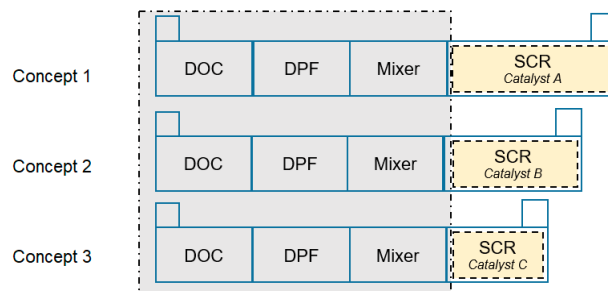 Concept 1
DOC
DPF
Mixer
SCR
Catalyst A
Concept 2
DOC
DPF
Mixer
SCR
Catalyst B
Concept 3
DOC
DPF
Mixer
SCR
Catalyst C